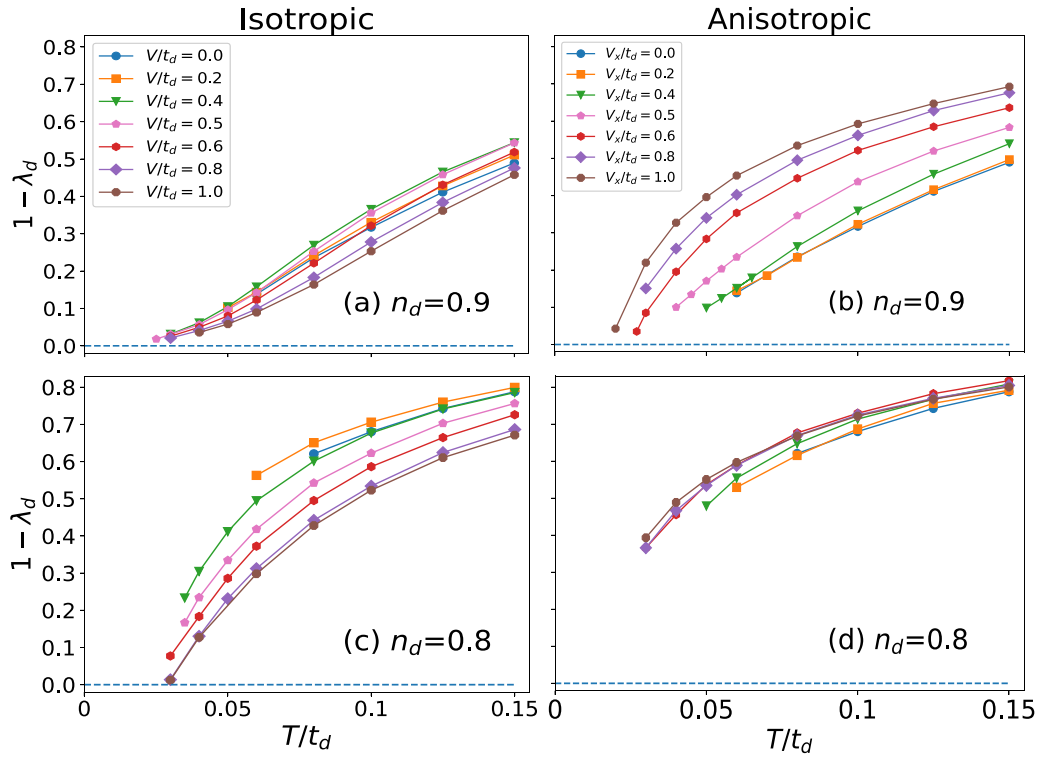 Isotropic
Anisotropic
0.8
0.7
0.6
0.5
0.4
0.3
0.2
0.1
0.0
1 − λ_d
V/t_d = 0.0
V/t_d = 0.2
V/t_d = 0.4
V/t_d = 0.5
V/t_d = 0.6
V/t_d = 0.8
V/t_d = 1.0
(a) n_d=0.9
V_x/t_d = 0.0
V_x/t_d = 0.2
V_x/t_d = 0.4
V_x/t_d = 0.5
V_x/t_d = 0.6
V_x/t_d = 0.8
V_x/t_d = 1.0
(b) n_d=0.9
0.8
0.7
0.6
0.5
0.4
0.3
0.2
0.1
0.0
1 − λ_d
(c) n_d=0.8
(d) n_d=0.8
0
0.05
0.1
0.15
T/t_d
0
0.05
0.1
0.15
T/t_d